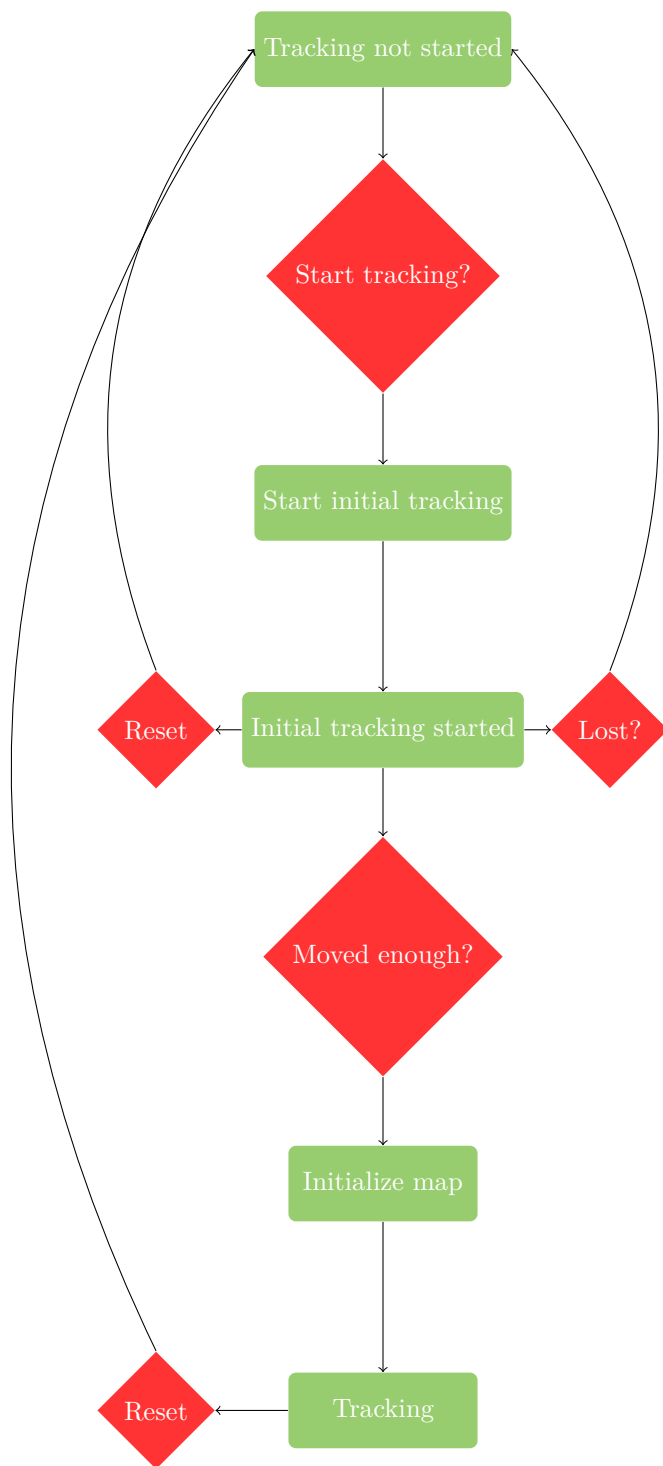 Tracking not started
Start tracking?
Start initial tracking
Reset
Initial tracking started
Lost?
Moved enough?
Initialize map
Reset
Tracking